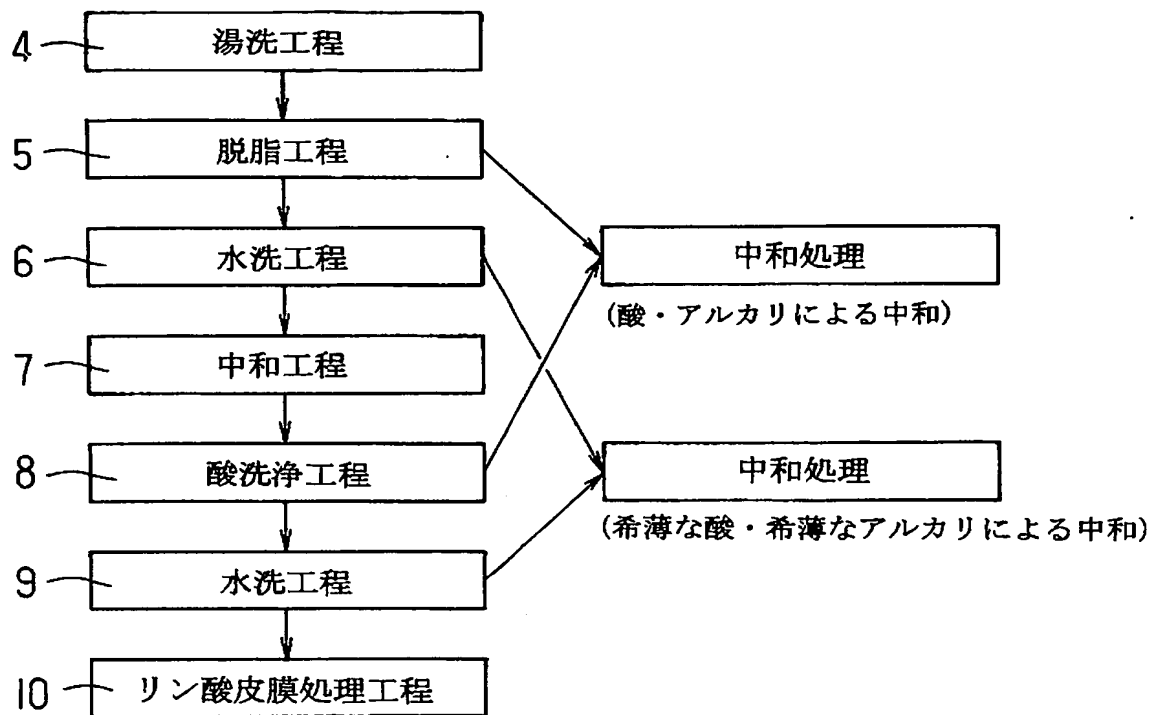 4 湯洗工程
5 脱脂工程
6 水洗工程
中和処理
(酸・アルカリによる中和)
7 中和工程
8 酸洗浄工程
中和処理
(希薄な酸・希薄なアルカリによる中和)
9 水洗工程
10 リン酸皮膜処理工程